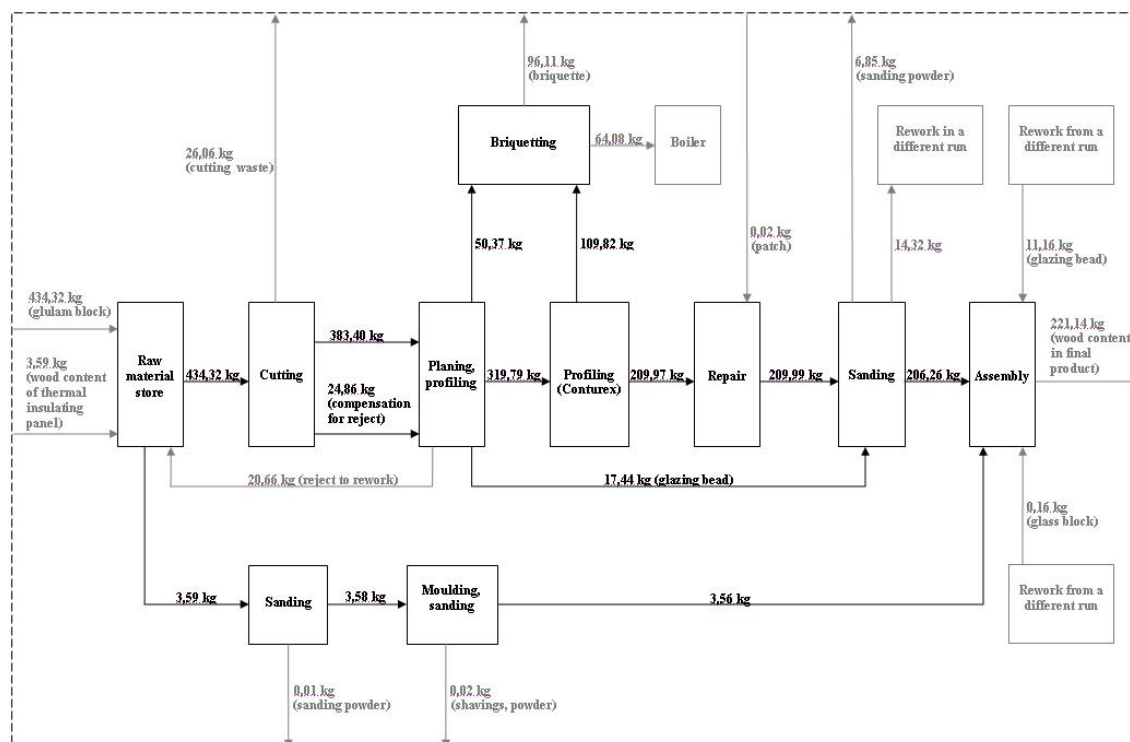 96,11 kg
(briquette)
6,85 kg
(sanding powder)
Briquetting
64,08 kg
Boiler
Rework in a
different run
Rework from a
different run
26,06 kg
(cutting waste)
50,37 kg
109,82 kg
0,02 kg
(patch)
14,32 kg
11,16 kg
(glazing bead)
434,32 kg
(glulam block)
3,59 kg
(wood content
of thermal
insulating
panel)
Raw
material
store
434,32 kg
Cutting
383,40 kg
24,86 kg
(compensation
for reject)
Planing,
profiling
319,79 kg
Profiling
(Conturex)
209,97 kg
Repair
209,99 kg
Sanding
206,26 kg
Assembly
221,14 kg
(wood content
in final
product)
20,66 kg (reject to rework)
17,44 kg (glazing bead)
0,16 kg
(glass block)
3,59 kg
Sanding
3,58 kg
Moulding,
sanding
3,56 kg
Rework from a
different run
0,01 kg
(sanding powder)
0,02 kg
(shavings, powder)